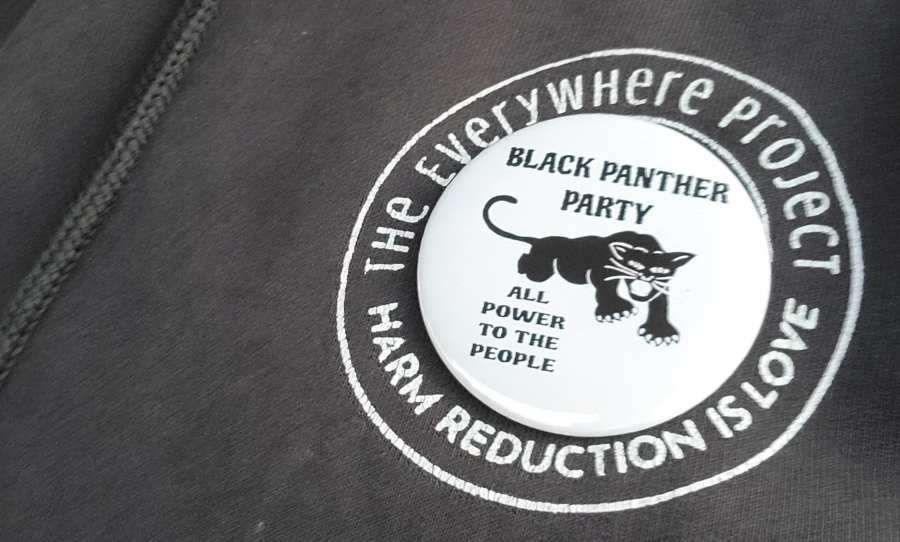 THE EVERYWHERE PROJECT
BLACK PANTHER
PARTY
ALL
POWER
TO THE
PEOPLE
HARM REDUCTION IS LOVE